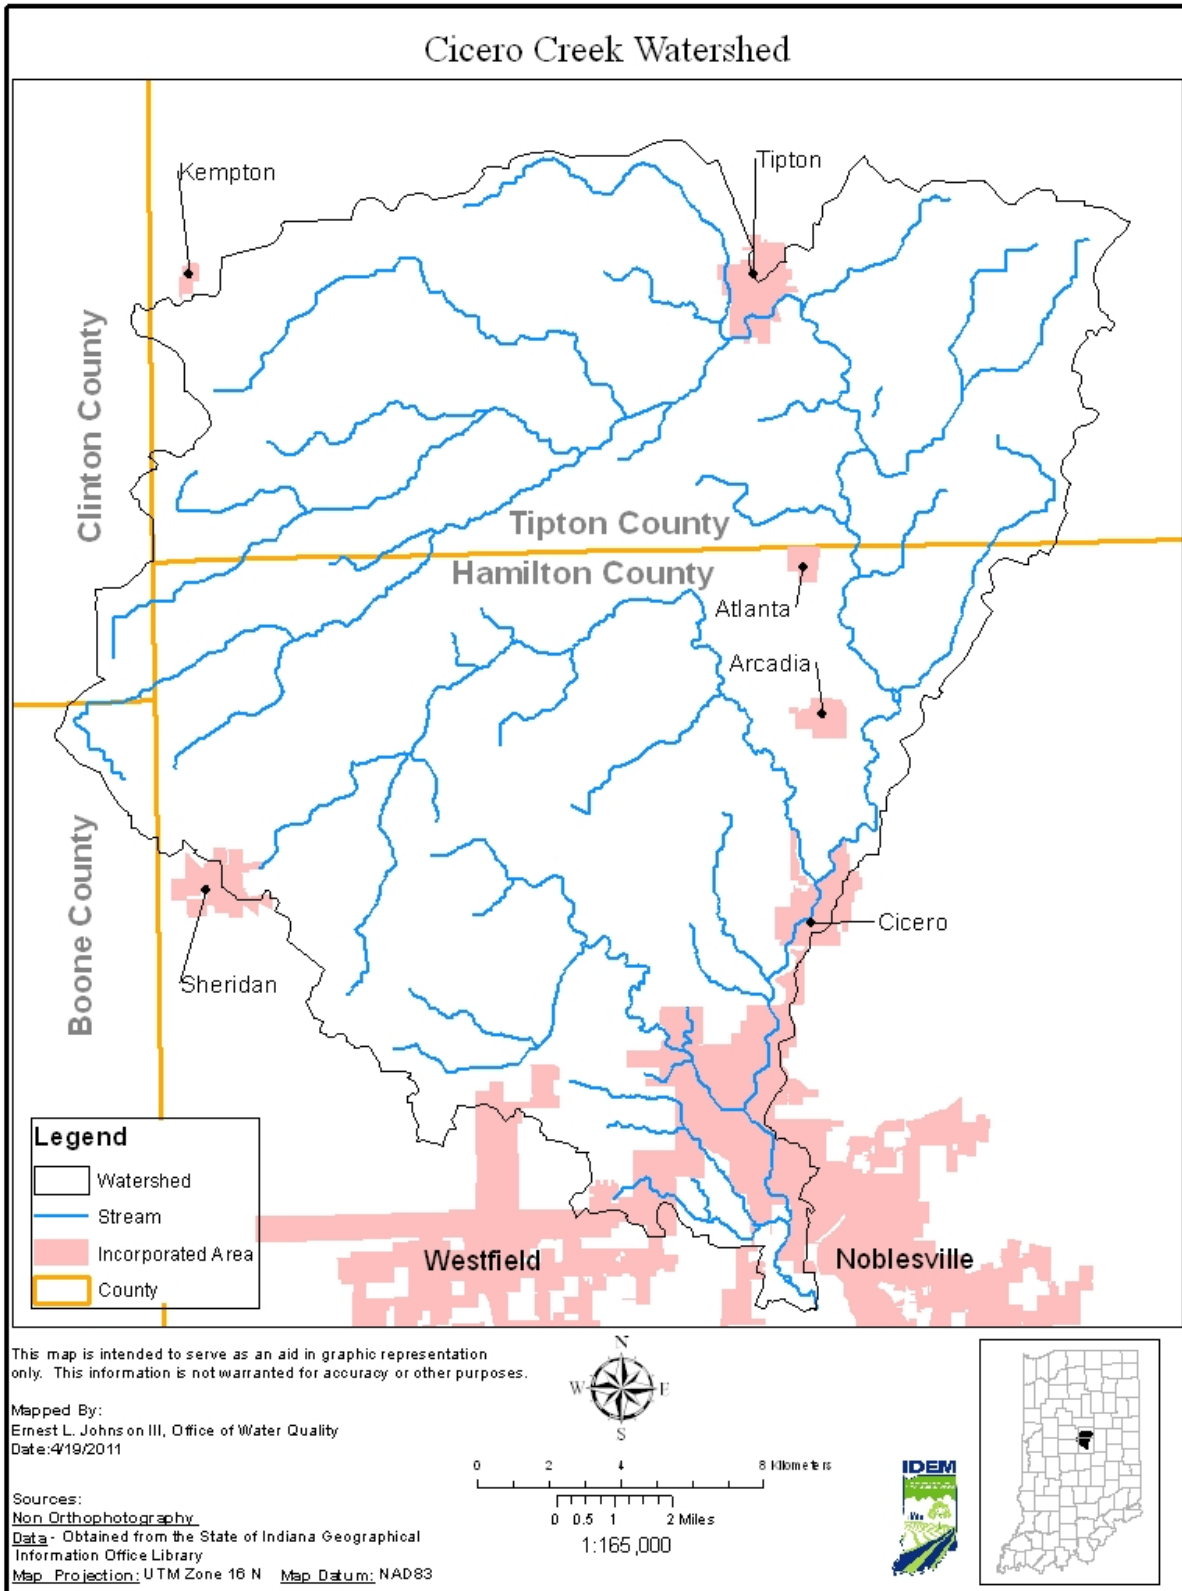 Cicero Creek Watershed
Kempton
Tipton
Clinton County
Tipton County
Hamilton County
Atlanta
Arcadia
Boone County
Cicero
Sheridan
Legend
Watershed
Stream
Incorporated Area
County
Westfield
Noblesville
This map is intended to serve as an aid in graphic representation
only. This information is not warranted for accuracy or other purposes.
Mapped By:
Ernest L. Johnson III, Office of Water Quality
Date:4/19/2011
Sources:
Non Orthophotography
Data - Obtained from the State of Indiana Geographical
Information Office Library
Map Projection: UTM Zone 16 N Map Datum: NAD83
N
W E
S
0 2 4 8 Kilometers
0 0.5 1 2 Miles
1:165,000
IDEM